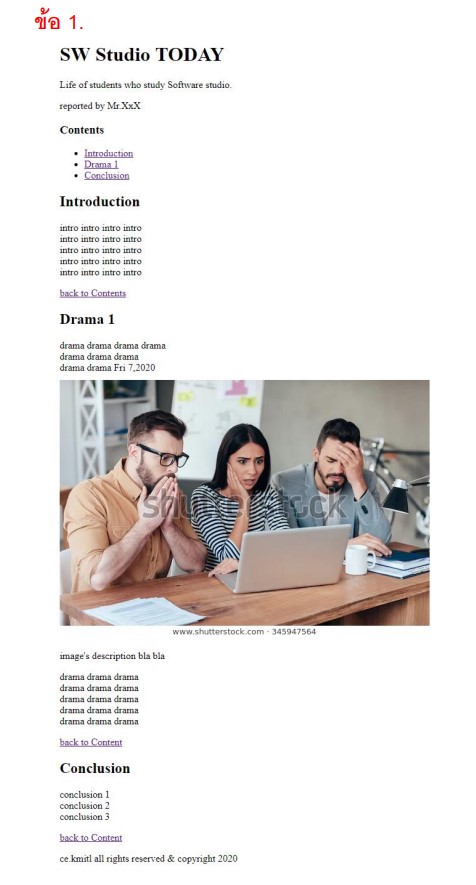 ข้อ 1.
SW Studio TODAY
Life of students who study Software studio.
reported by Mr.XxX
Contents
Introduction
Drama 1
Conclusion
Introduction
intro intro intro intro
intro intro intro intro
intro intro intro intro
intro intro intro intro
intro intro intro intro
back to Contents
Drama 1
drama drama drama drama
drama drama drama
drama drama Fri 7,2020
shutterstock
www.shutterstock.com · 345947564
image's description bla bla
drama drama drama
drama drama drama
drama drama drama
drama drama drama
drama drama drama
back to Content
Conclusion
conclusion 1
conclusion 2
conclusion 3
back to Content
ce.kmitl all rights reserved & copyright 2020